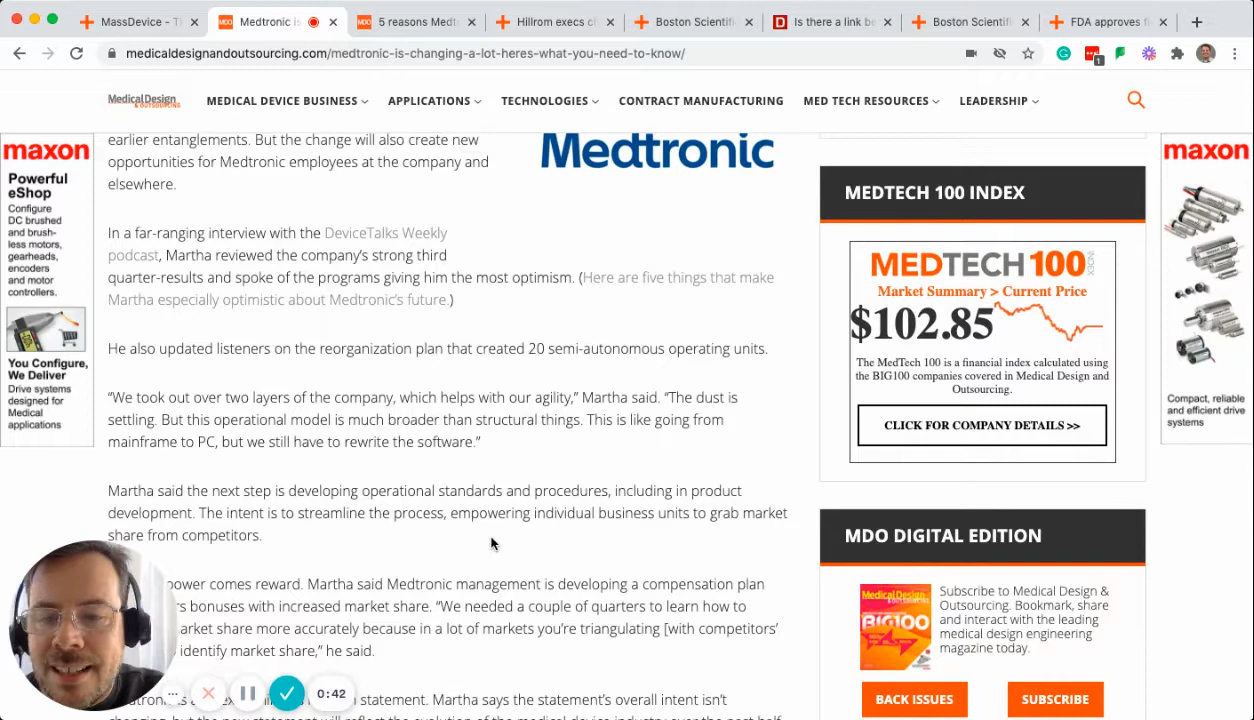 MassDevice - T
Medtronic is
5 reasons Medt
Hillrom execs c
Boston Scientifi
Is there a link be
Boston Scientifi
FDA approves fi
medicaldesignandoutsourcing.com/medtronic-is-changing-a-lot-heres-what-you-need-to-know/
1
MedicalDesign
& OUTSOURCING
MEDICAL DEVICE BUSINESS
APPLICATIONS
TECHNOLOGIES
CONTRACT MANUFACTURING
MED TECH RESOURCES
LEADERSHIP
maxon
Powerful
eShop
Configure
DC brushed
and brush-
less motors,
gearheads,
encoders
and motor
controllers.
You Configure,
We Deliver
Drive systems
designed for
Medical
applications
earlier entanglements. But the change will also create new
opportunities for Medtronic employees at the company and
elsewhere.
Medtronic
In a far-ranging interview with the DeviceTalks Weekly
podcast, Martha reviewed the company's strong third
quarter-results and spoke of the programs giving him the most optimism. (Here are five things that make
Martha especially optimistic about Medtronic's future.)
He also updated listeners on the reorganization plan that created 20 semi-autonomous operating units.
“We took out over two layers of the company, which helps with our agility,” Martha said. “The dust is
settling. But this operational model is much broader than structural things. This is like going from
mainframe to PC, but we still have to rewrite the software.”
Martha said the next step is developing operational standards and procedures, including in product
development. The intent is to streamline the process, empowering individual business units to grab market
share from competitors.
power comes reward. Martha said Medtronic management is developing a compensation plan
rs bonuses with increased market share. “We needed a couple of quarters to learn how to
arket share more accurately because in a lot of markets you're triangulating [with competitors'
identify market share,” he said.
statement. Martha says the statement's overall intent isn't
0:42
MEDTECH 100 INDEX
MEDTECH 100 INDEX
Market Summary > Current Price
$102.85
The MedTech 100 is a financial index calculated using
the BIG100 companies covered in Medical Design and
Outsourcing.
CLICK FOR COMPANY DETAILS >>
MDO DIGITAL EDITION
MedicalDesign
BIG100
Subscribe to Medical Design &
Outsourcing. Bookmark, share
and interact with the leading
medical design engineering
magazine today.
BACK ISSUES
SUBSCRIBE
maxon
Compact, reliable
and efficient drive
systems